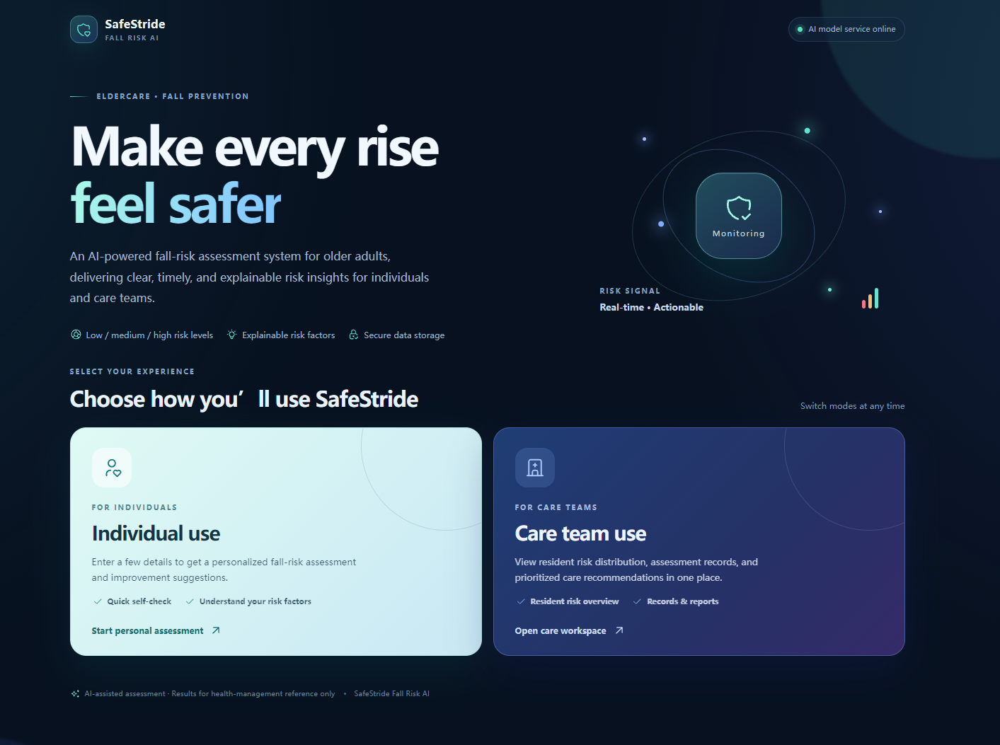 SafeStride
FALL RISK AI
AI model service online
ELDERCARE • FALL PREVENTION
Make every rise
feel safer
An AI-powered fall-risk assessment system for older adults,
delivering clear, timely, and explainable risk insights for individuals
and care teams.
Low / medium / high risk levels
Explainable risk factors
Secure data storage
Monitoring
RISK SIGNAL
Real-time • Actionable
SELECT YOUR EXPERIENCE
Choose how you’ll use SafeStride
Switch modes at any time
FOR INDIVIDUALS
Individual use
Enter a few details to get a personalized fall-risk assessment
and improvement suggestions.
Quick self-check
Understand your risk factors
Start personal assessment
FOR CARE TEAMS
Care team use
View resident risk distribution, assessment records, and
prioritized care recommendations in one place.
Resident risk overview
Records & reports
Open care workspace
AI-assisted assessment · Results for health-management reference only • SafeStride Fall Risk AI